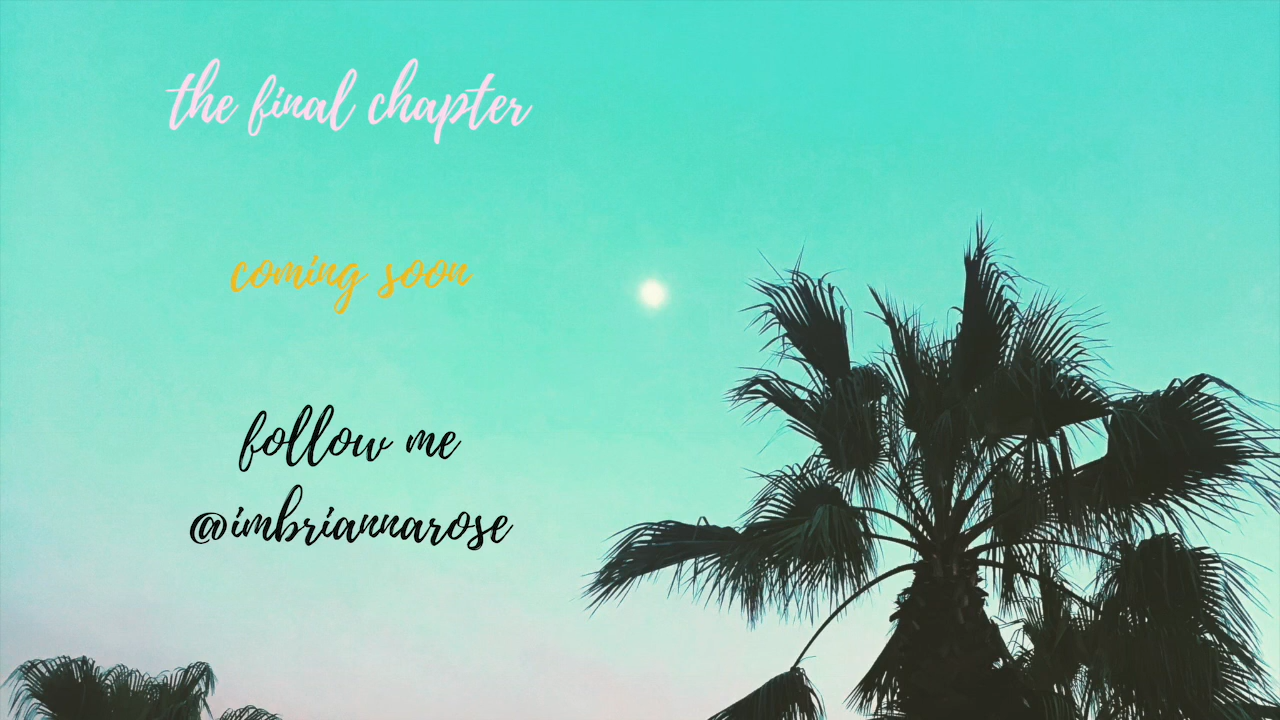 the final chapter
coming soon
follow me
@imbriannarose